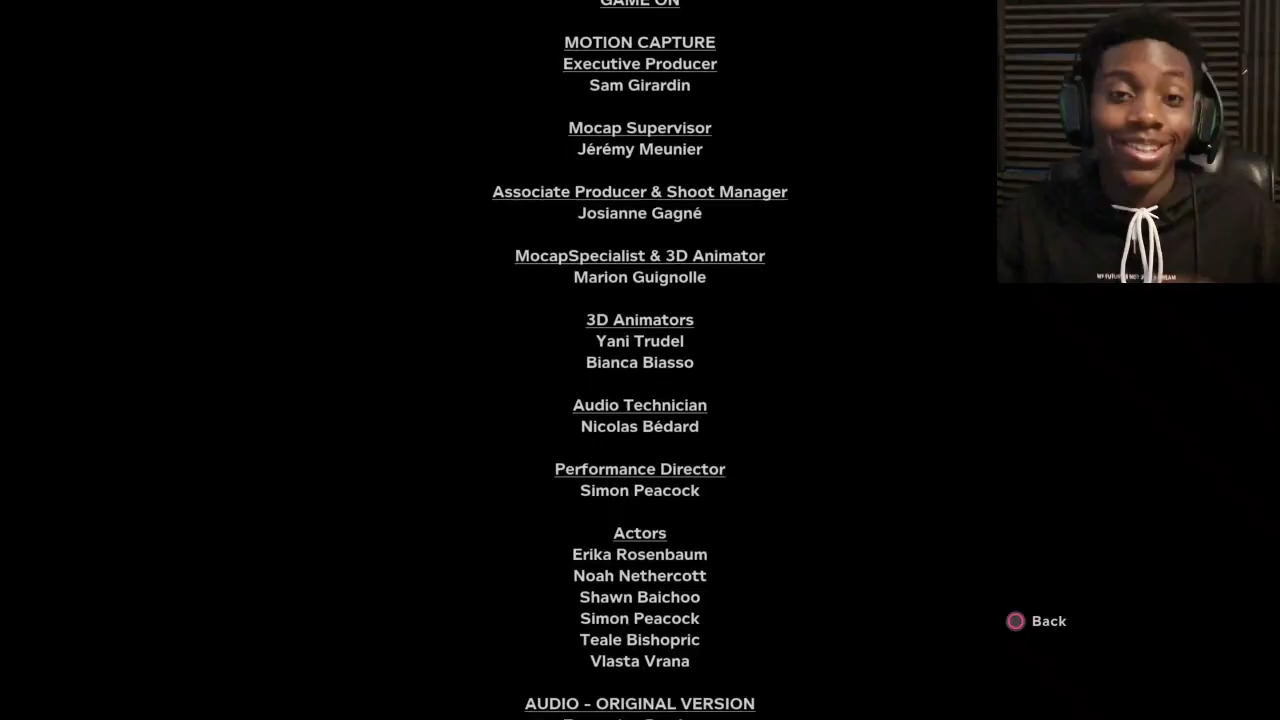 GAME ON
MOTION CAPTURE
Executive Producer
Sam Girardin
Mocap Supervisor
Jérémy Meunier
Associate Producer & Shoot Manager
Josianne Gagné
MocapSpecialist & 3D Animator
Marion Guignolle
3D Animators
Yani Trudel
Bianca Biasso
Audio Technician
Nicolas Bédard
Performance Director
Simon Peacock
Actors
Erika Rosenbaum
Noah Nethercott
Shawn Baichoo
Simon Peacock
Teale Bishopric
Vlasta Vrana
AUDIO - ORIGINAL VERSION
Back